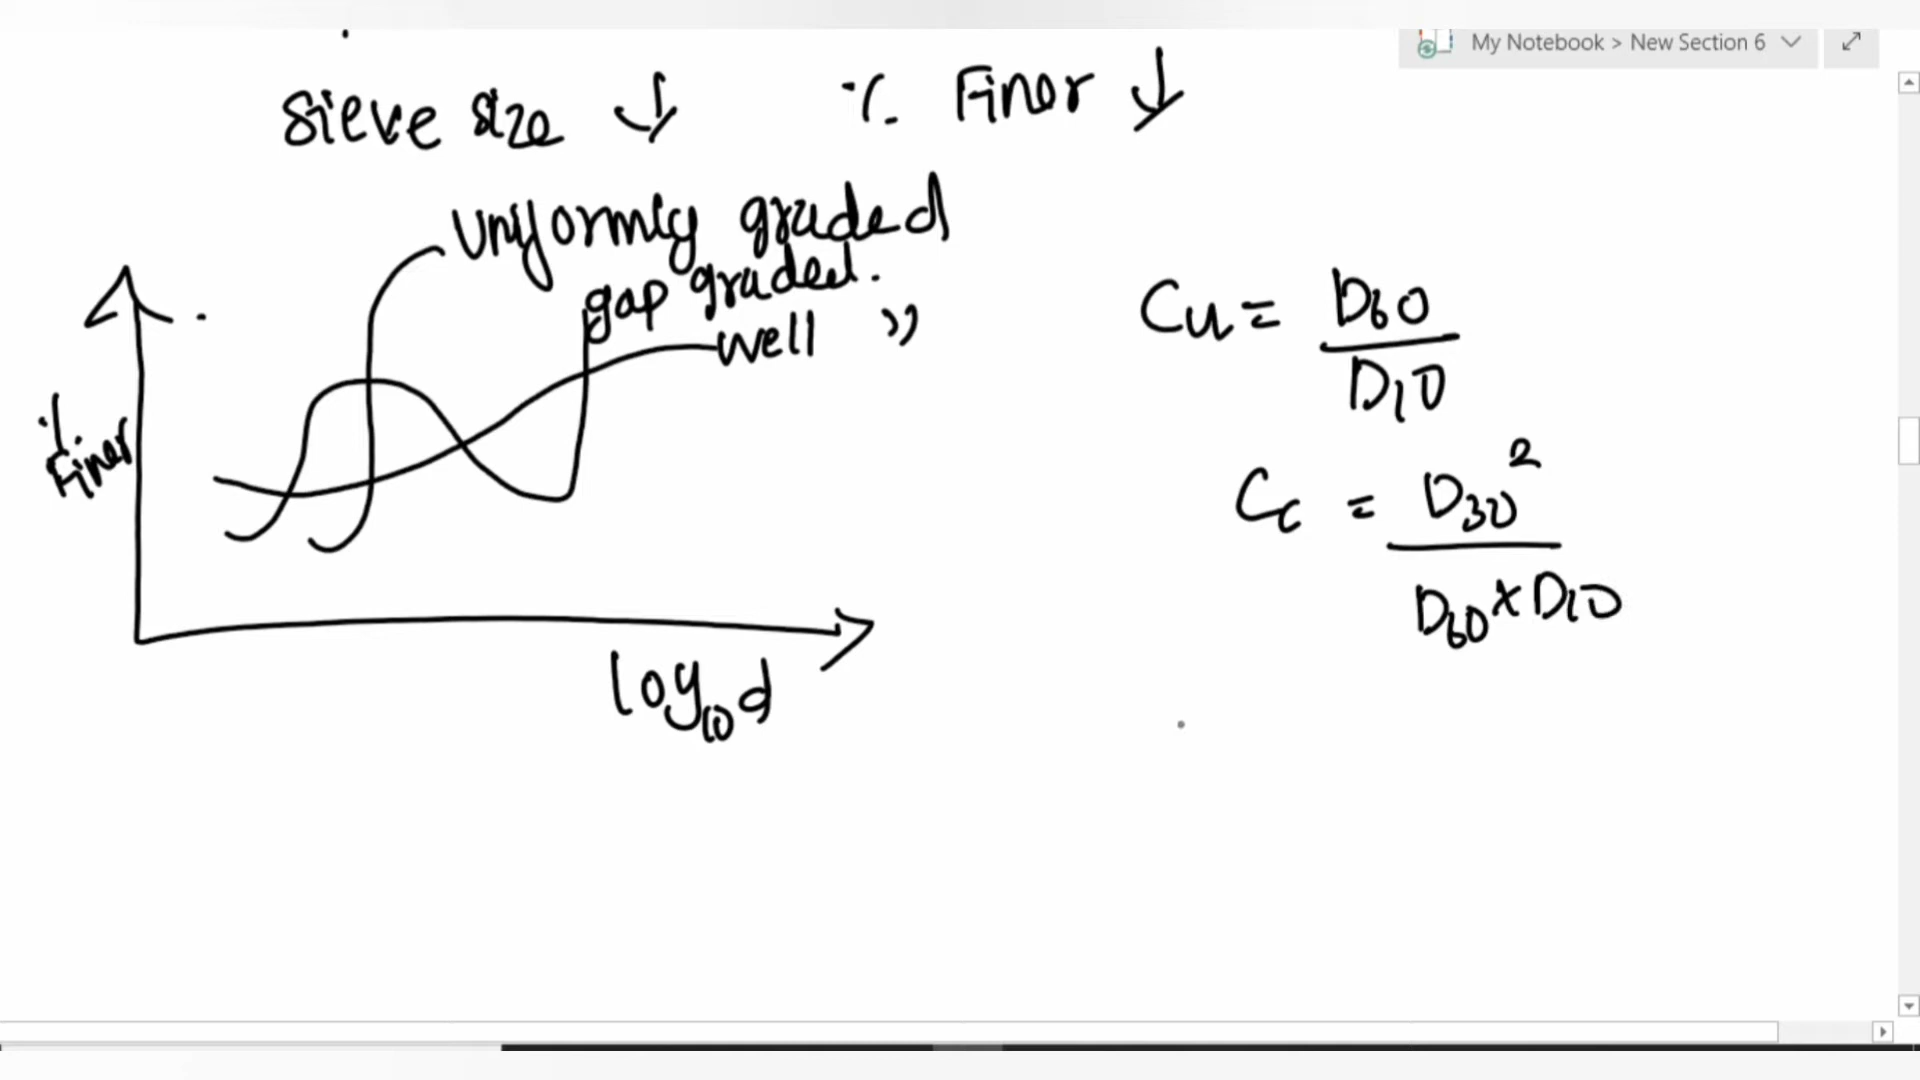 My Notebook > New Section 6
Sieve size ↓ % Finer ↓
Uniformly graded
gap graded.
well "
% Finer
log10 d
Cu = D60 / D10
Cc = D30² / D60 × D10